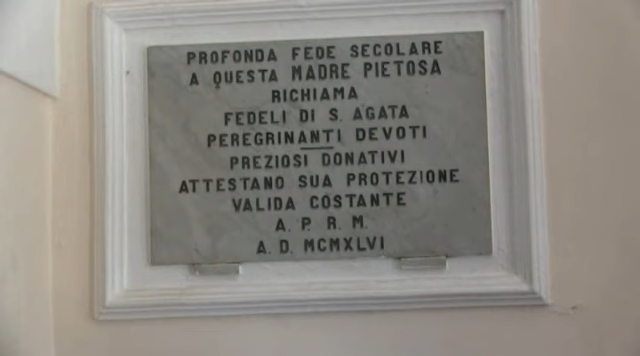 PROFONDA FEDE SECOLARE
A QUESTA MADRE PIETOSA
RICHIAMA
FEDELI DI S. AGATA
PEREGRINANTI DEVOTI
PREZIOSI DONATIVI
ATTESTANO SUA PROTEZIONE
VALIDA COSTANTE
A. P. R. M.
A. D. MCMXLVI